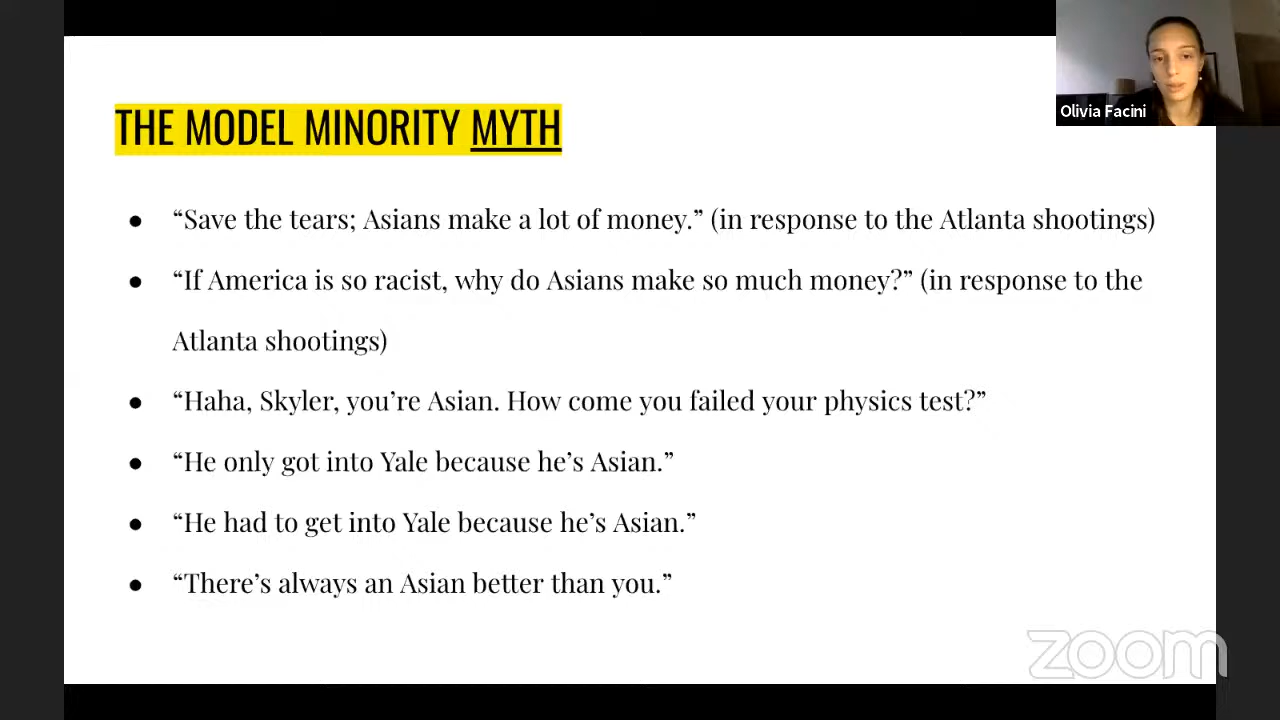 THE MODEL MINORITY MYTH
Olivia Facini
● “Save the tears; Asians make a lot of money.” (in response to the Atlanta shootings)
● “If America is so racist, why do Asians make so much money?” (in response to the
Atlanta shootings)
● “Haha, Skyler, you’re Asian. How come you failed your physics test?”
● “He only got into Yale because he’s Asian.”
● “He had to get into Yale because he’s Asian.”
● “There’s always an Asian better than you.”
zoom